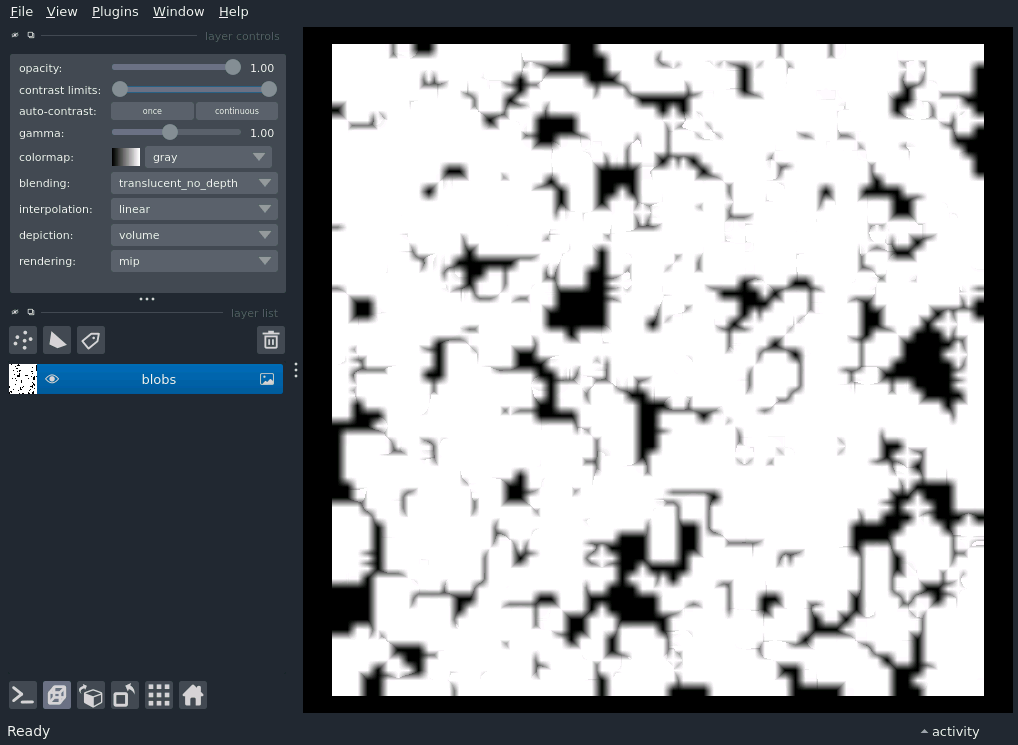 File View Plugins Window Help
layer controls
opacity: 1.00
contrast limits:
auto-contrast: once continuous
gamma: 1.00
colormap: gray
blending: translucent_no_depth
interpolation: linear
depiction: volume
rendering: mip
layer list
blobs
Ready
activity